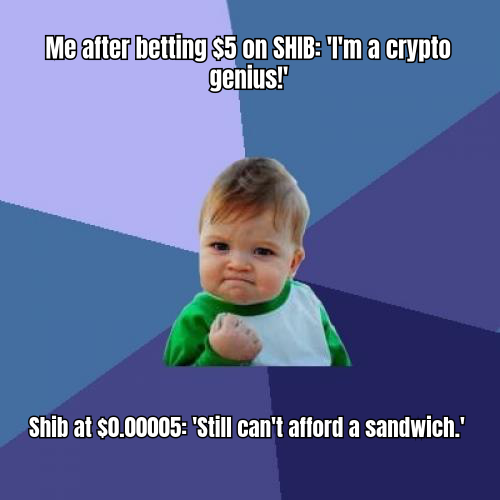 Me after betting $5 on SHIB: 'I'm a crypto
genius!'
Shib at $0.00005: 'Still can't afford a sandwich.'